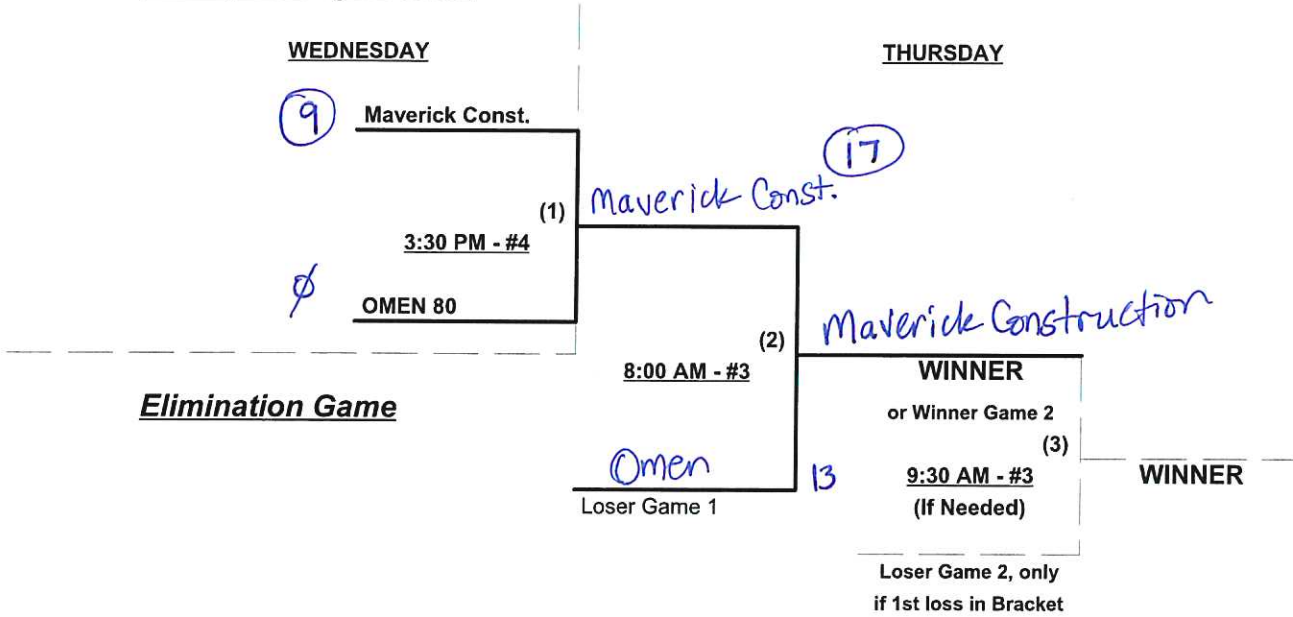 WEDNESDAY
THURSDAY
9
Maverick Const.
17
Maverick Const.
(1)
3:30 PM - #4
Ø
OMEN 80
Maverick Construction
(2)
8:00 AM - #3
WINNER
Elimination Game
or Winner Game 2
(3)
Omen
13
9:30 AM - #3
WINNER
Loser Game 1
(If Needed)
Loser Game 2, only
if 1st loss in Bracket